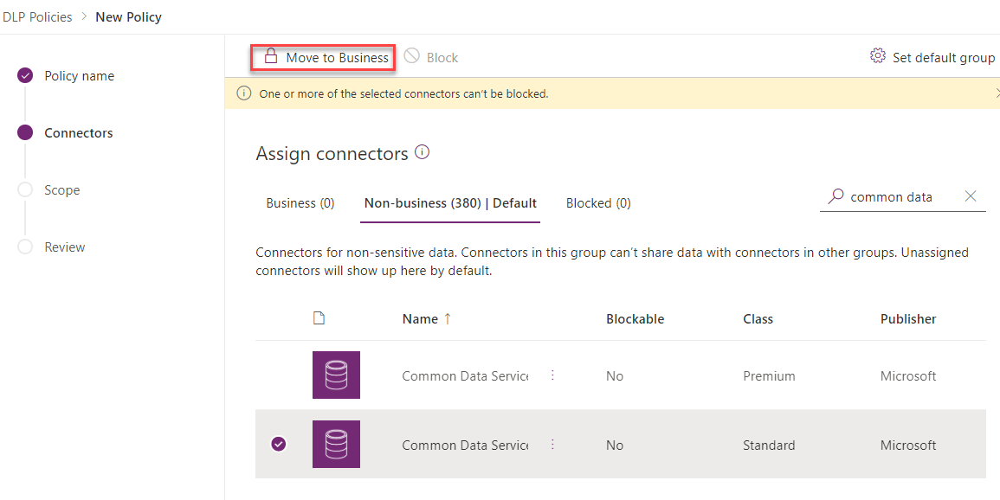 DLP Policies > New Policy
Move to Business
Block
Set default group
One or more of the selected connectors can't be blocked.
Policy name
Connectors
Scope
Review
Assign connectors
Business (0)
Non-business (380) | Default
Blocked (0)
common data
Connectors for non-sensitive data. Connectors in this group can't share data with connectors in other groups. Unassigned
connectors will show up here by default.
Name ↑ Blockable Class Publisher
Common Data Service No Premium Microsoft
Common Data Service No Standard Microsoft